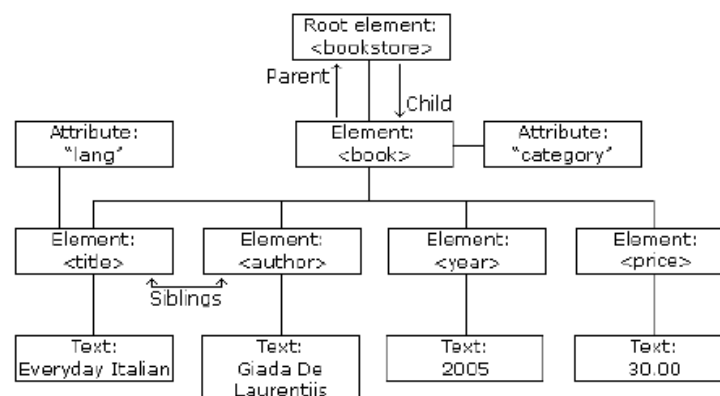 Root element:
<bookstore>
Parent
Child
Attribute:
"lang"
Element:
<book>
Attribute:
"category"
Element:
<title>
Element:
<author>
Element:
<year>
Element:
<price>
Siblings
Text:
Everyday Italian
Text:
Giada De
Laurentiis
Text:
2005
Text:
30.00